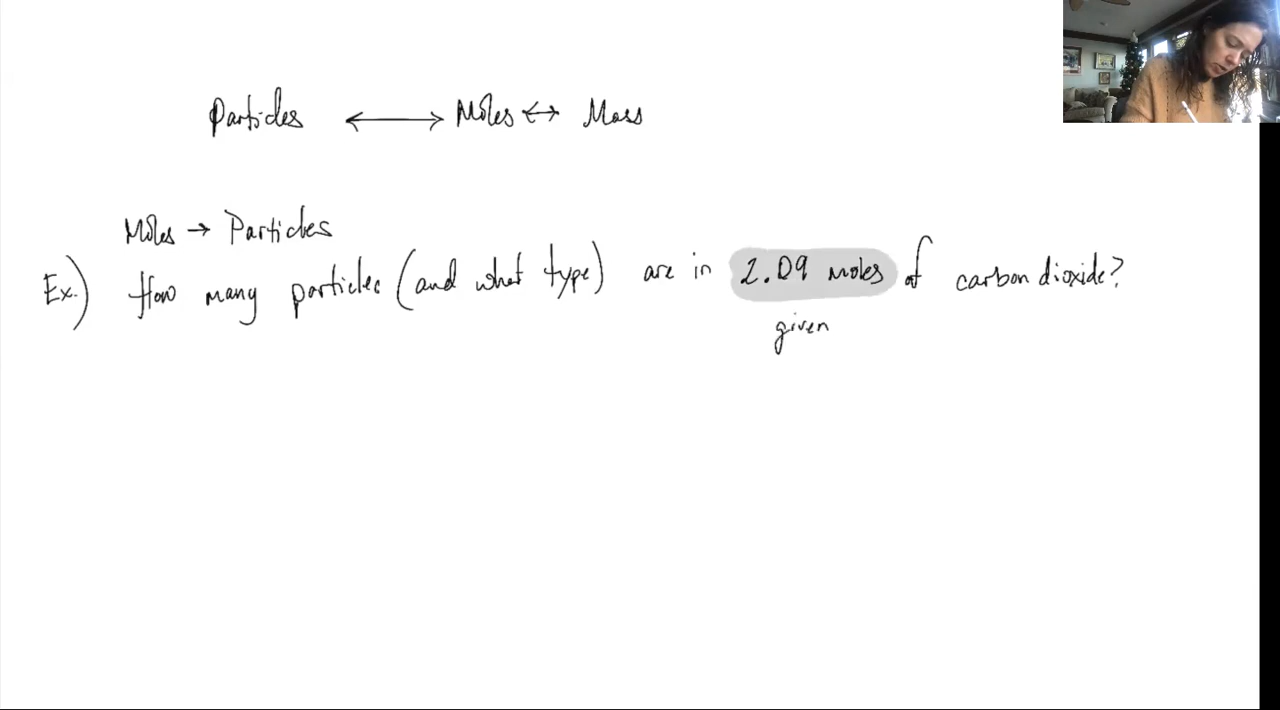 Particles ⟷ Moles ↔ Mass
Moles → Particles
Ex.) How many particles (and what type) are in 2.09 moles of carbon dioxide?
given